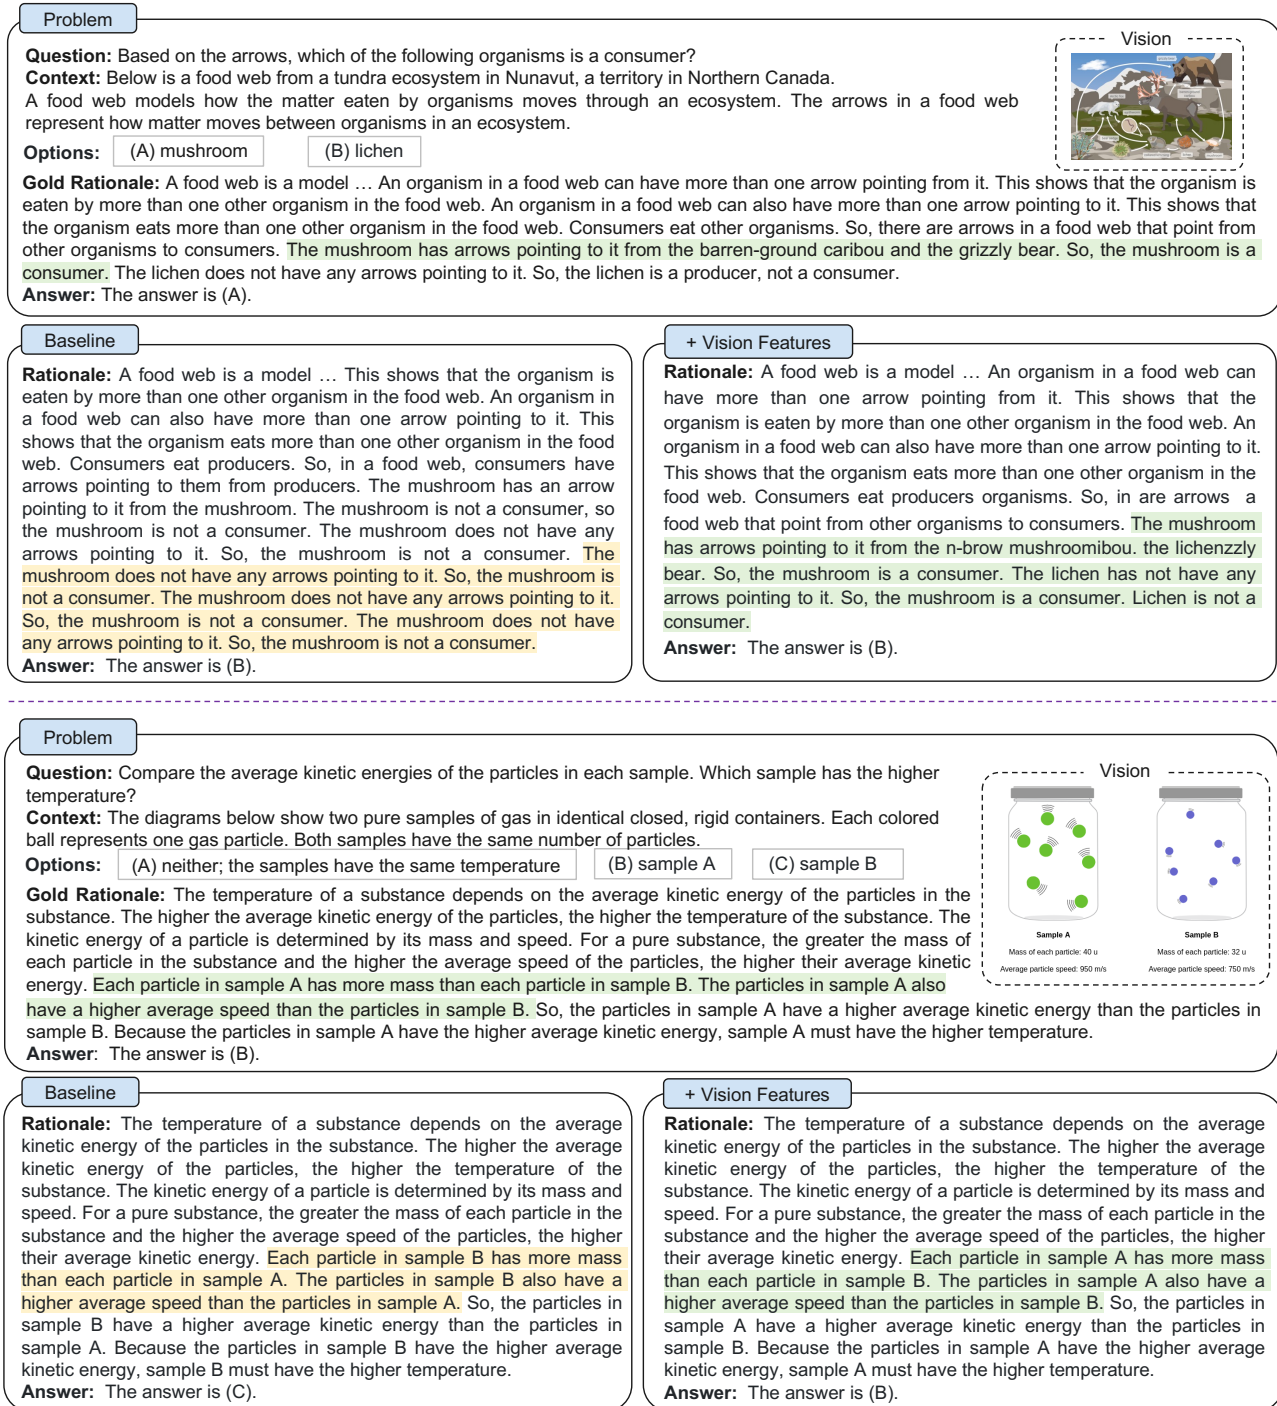 Problem
Question: Based on the arrows, which of the following organisms is a consumer?
Context: Below is a food web from a tundra ecosystem in Nunavut, a territory in Northern Canada.
A food web models how the matter eaten by organisms moves through an ecosystem. The arrows in a food web
represent how matter moves between organisms in an ecosystem.
Options: (A) mushroom (B) lichen
Vision
Gold Rationale: A food web is a model … An organism in a food web can have more than one arrow pointing from it. This shows that the organism is
eaten by more than one other organism in the food web. An organism in a food web can also have more than one arrow pointing to it. This shows that
the organism eats more than one other organism in the food web. Consumers eat other organisms. So, there are arrows in a food web that point from
other organisms to consumers. The mushroom has arrows pointing to it from the barren-ground caribou and the grizzly bear. So, the mushroom is a
consumer. The lichen does not have any arrows pointing to it. So, the lichen is a producer, not a consumer.
Answer: The answer is (A).
Baseline
Rationale: A food web is a model … This shows that the organism is
eaten by more than one other organism in the food web. An organism in
a food web can also have more than one arrow pointing to it. This
shows that the organism eats more than one other organism in the food
web. Consumers eat producers. So, in a food web, consumers have
arrows pointing to them from producers. The mushroom has an arrow
pointing to it from the mushroom. The mushroom is not a consumer, so
the mushroom is not a consumer. The mushroom does not have any
arrows pointing to it. So, the mushroom is not a consumer. The
mushroom does not have any arrows pointing to it. So, the mushroom is
not a consumer. The mushroom does not have any arrows pointing to it.
So, the mushroom is not a consumer. The mushroom does not have
any arrows pointing to it. So, the mushroom is not a consumer.
Answer: The answer is (B).
+ Vision Features
Rationale: A food web is a model … An organism in a food web can
have more than one arrow pointing from it. This shows that the
organism is eaten by more than one other organism in the food web. An
organism in a food web can also have more than one arrow pointing to it.
This shows that the organism eats more than one other organism in the
food web. Consumers eat producers organisms. So, in are arrows a
food web that point from other organisms to consumers. The mushroom
has arrows pointing to it from the n-brow mushroomibou. the lichenzzly
bear. So, the mushroom is a consumer. The lichen has not have any
arrows pointing to it. So, the mushroom is a consumer. Lichen is not a
consumer.
Answer: The answer is (B).
Problem
Question: Compare the average kinetic energies of the particles in each sample. Which sample has the higher
temperature?
Context: The diagrams below show two pure samples of gas in identical closed, rigid containers. Each colored
ball represents one gas particle. Both samples have the same number of particles.
Options: (A) neither; the samples have the same temperature (B) sample A (C) sample B
Vision
Sample A Sample B
Mass of each particle: 40 u Mass of each particle: 32 u
Average particle speed: 950 m/s Average particle speed: 750 m/s
Gold Rationale: The temperature of a substance depends on the average kinetic energy of the particles in the
substance. The higher the average kinetic energy of the particles, the higher the temperature of the substance. The
kinetic energy of a particle is determined by its mass and speed. For a pure substance, the greater the mass of
each particle in the substance and the higher the average speed of the particles, the higher their average kinetic
energy. Each particle in sample A has more mass than each particle in sample B. The particles in sample A also
have a higher average speed than the particles in sample B. So, the particles in sample A have a higher average kinetic energy than the particles in
sample B. Because the particles in sample A have the higher average kinetic energy, sample A must have the higher temperature.
Answer: The answer is (B).
Baseline
Rationale: The temperature of a substance depends on the average
kinetic energy of the particles in the substance. The higher the average
kinetic energy of the particles, the higher the temperature of the
substance. The kinetic energy of a particle is determined by its mass and
speed. For a pure substance, the greater the mass of each particle in the
substance and the higher the average speed of the particles, the higher
their average kinetic energy. Each particle in sample B has more mass
than each particle in sample A. The particles in sample B also have a
higher average speed than the particles in sample A. So, the particles in
sample B have a higher average kinetic energy than the particles in
sample A. Because the particles in sample B have the higher average
kinetic energy, sample B must have the higher temperature.
Answer: The answer is (C).
+ Vision Features
Rationale: The temperature of a substance depends on the average
kinetic energy of the particles in the substance. The higher the average
kinetic energy of the particles, the higher the temperature of the
substance. The kinetic energy of a particle is determined by its mass and
speed. For a pure substance, the greater the mass of each particle in the
substance and the higher the average speed of the particles, the higher
their average kinetic energy. Each particle in sample A has more mass
than each particle in sample B. The particles in sample A also have a
higher average speed than the particles in sample B. So, the particles in
sample A have a higher average kinetic energy than the particles in
sample B. Because the particles in sample A have the higher average
kinetic energy, sample A must have the higher temperature.
Answer: The answer is (B).